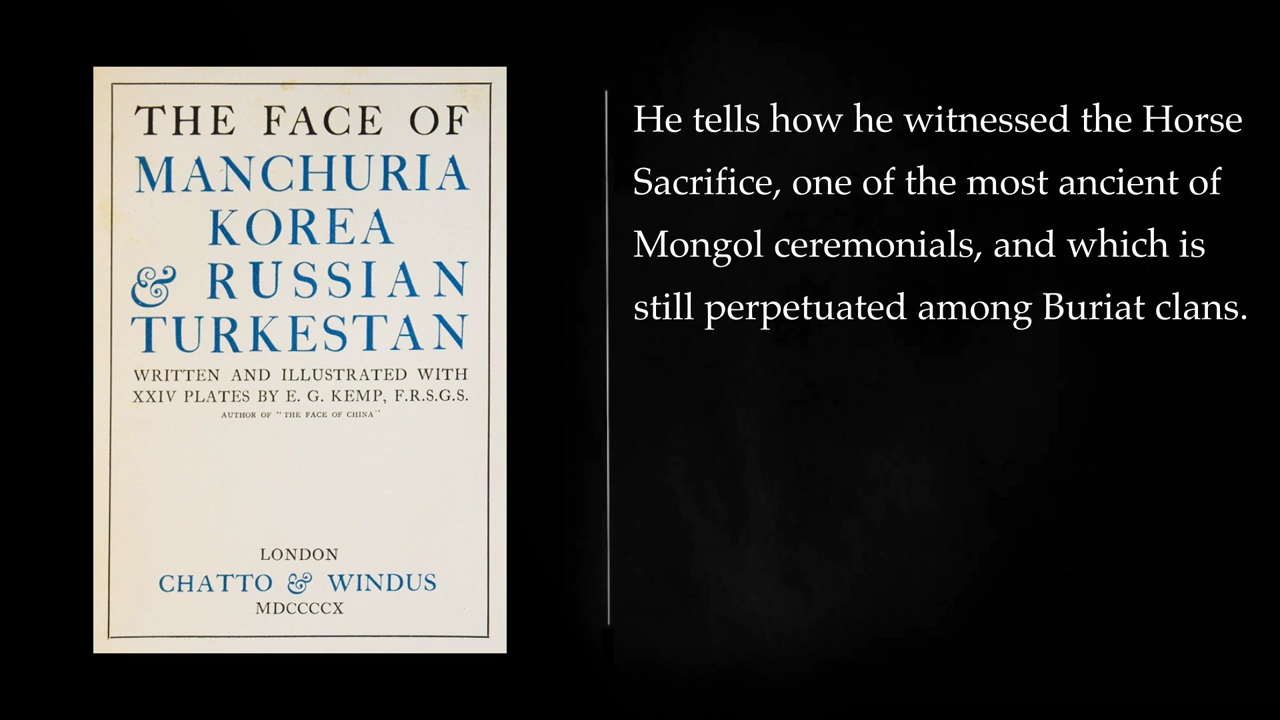 THE FACE OF
MANCHURIA
KOREA
& RUSSIAN
TURKESTAN
WRITTEN AND ILLUSTRATED WITH
XXIV PLATES BY E. G. KEMP, F.R.S.G.S.
AUTHOR OF "THE FACE OF CHINA"
LONDON
CHATTO & WINDUS
MDCCCCX
He tells how he witnessed the Horse
Sacrifice, one of the most ancient of
Mongol ceremonials, and which is
still perpetuated among Buriat clans.